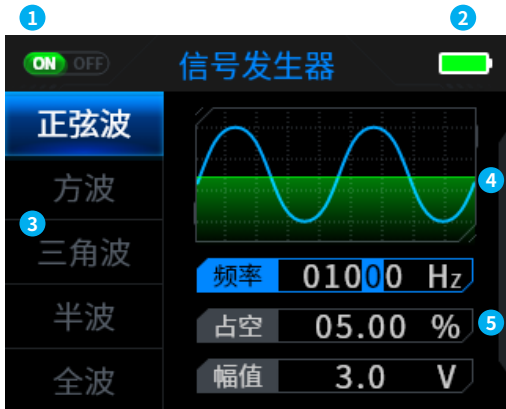 1
2
ON OFF
信号发生器
正弦波
方波
3
三角波
半波
全波
4
频率 01000 Hz
占空 05.00 %
5
幅值 3.0 V